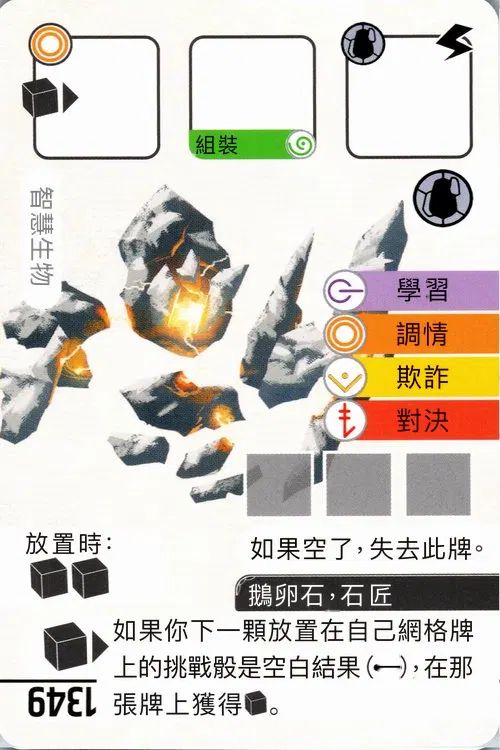 組裝
智慧生物
學習
調情
欺詐
對決
放置時：
如果空了，失去此牌。
鵝卵石，石匠
如果你下一顆放置在自己網格牌
上的挑戰骰是空白結果（），在那
張牌上獲得。
1349